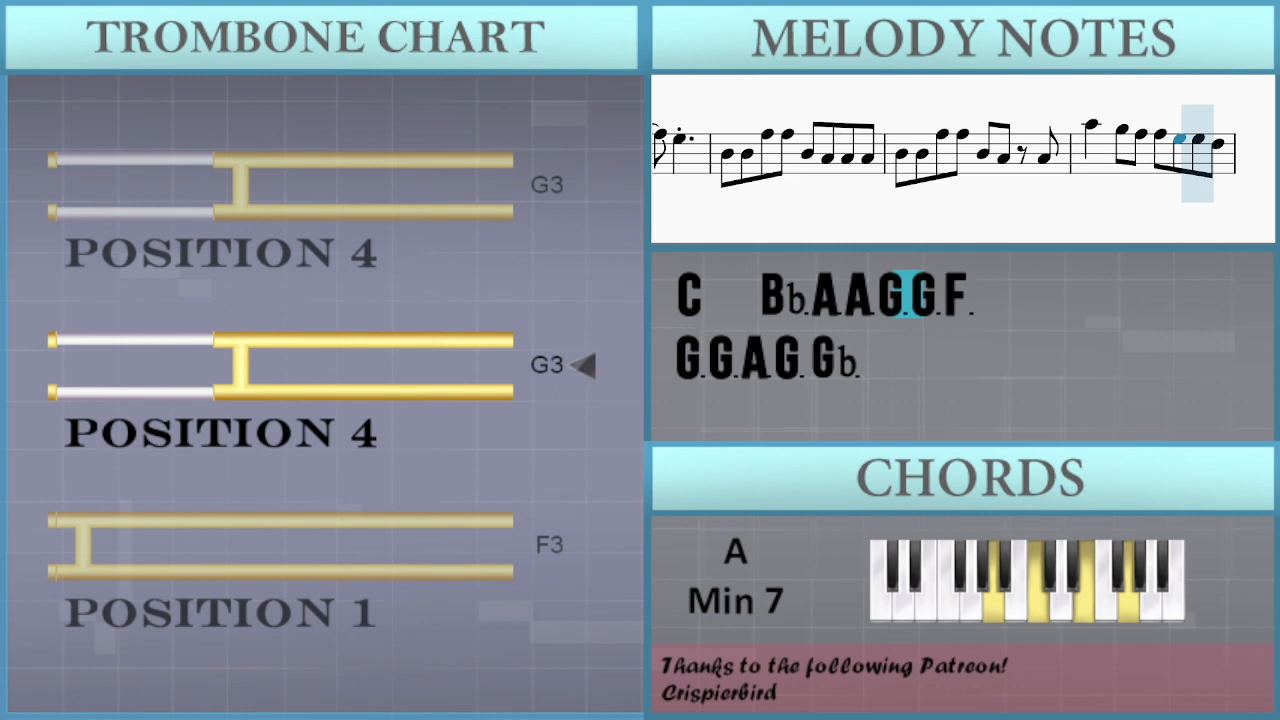 TROMBONE CHART
G3
POSITION 4
G3
POSITION 4
F3
POSITION 1
MELODY NOTES
C Bb.AAG.G.F.
G.G.A.G.Gb.
CHORDS
A
Min 7
Thanks to the following Patreon!
Crispierbird